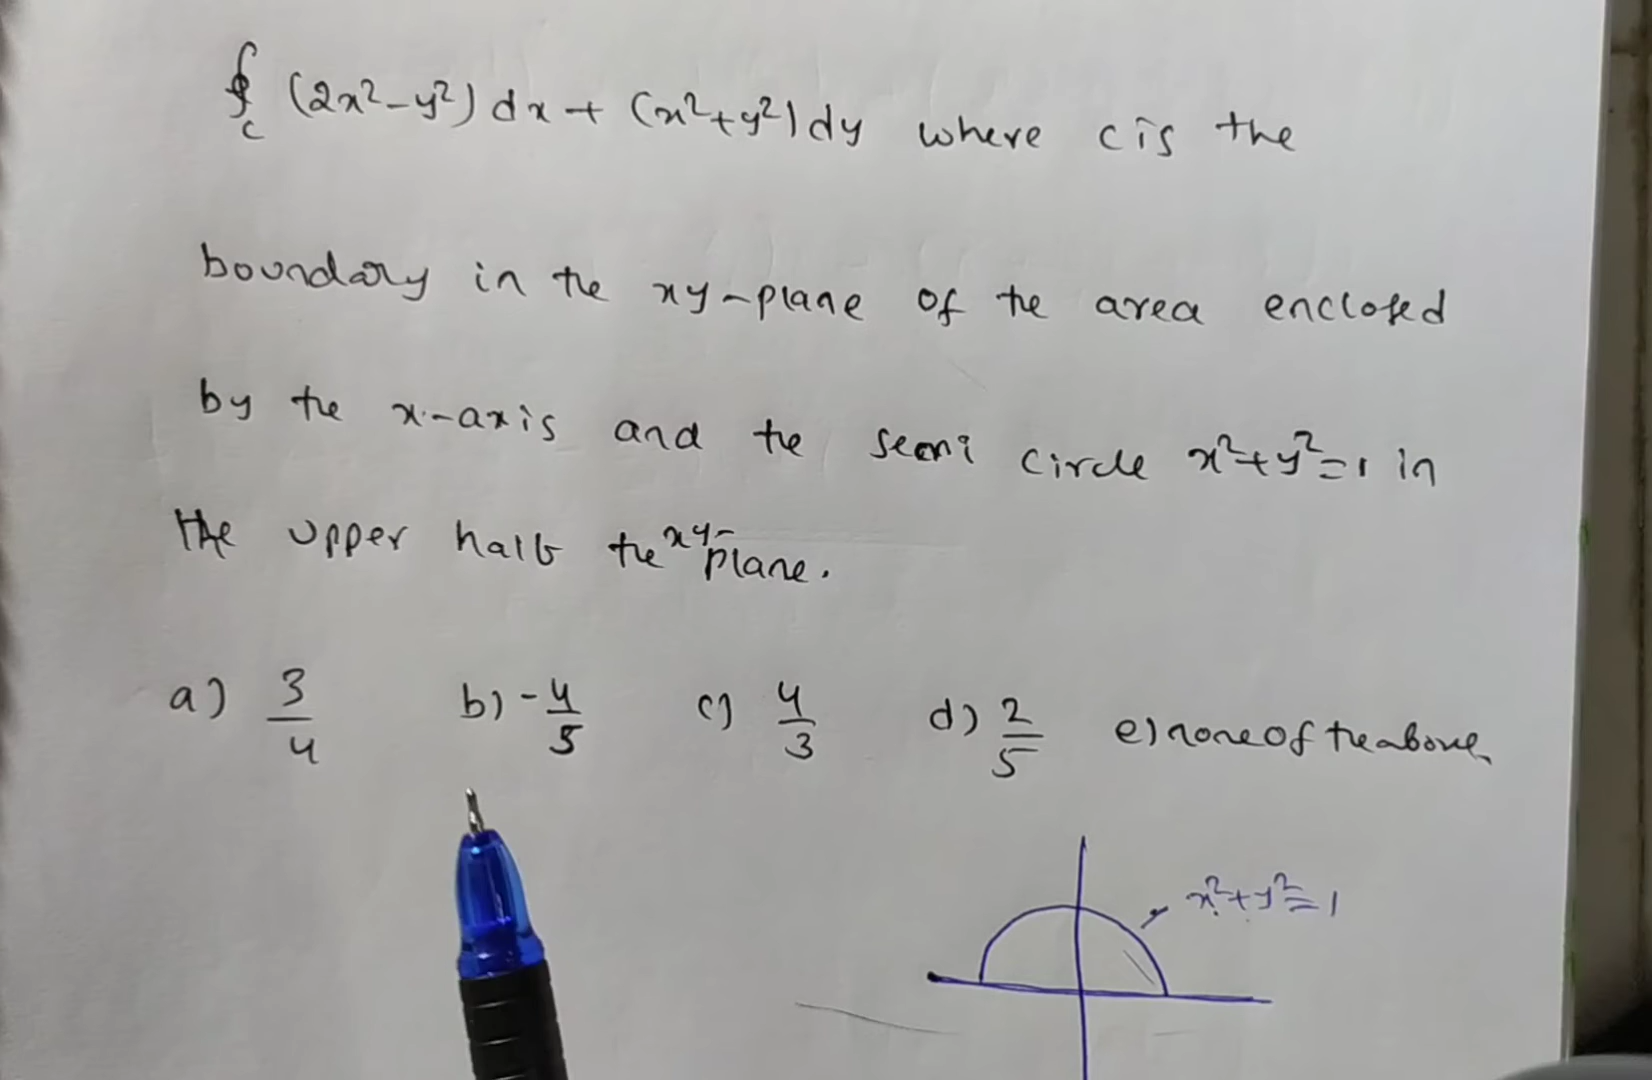 ∮c (2x²-y²) dx + (x²+y²) dy where c is the
boundary in the xy-plane of the area enclosed
by the x-axis and the semi circle x²+y²=1 in
the upper half the xy-plane.
a) 3/4 b) -4/5 c) 4/3 d) 2/5 e) none of the above
x²+y²=1